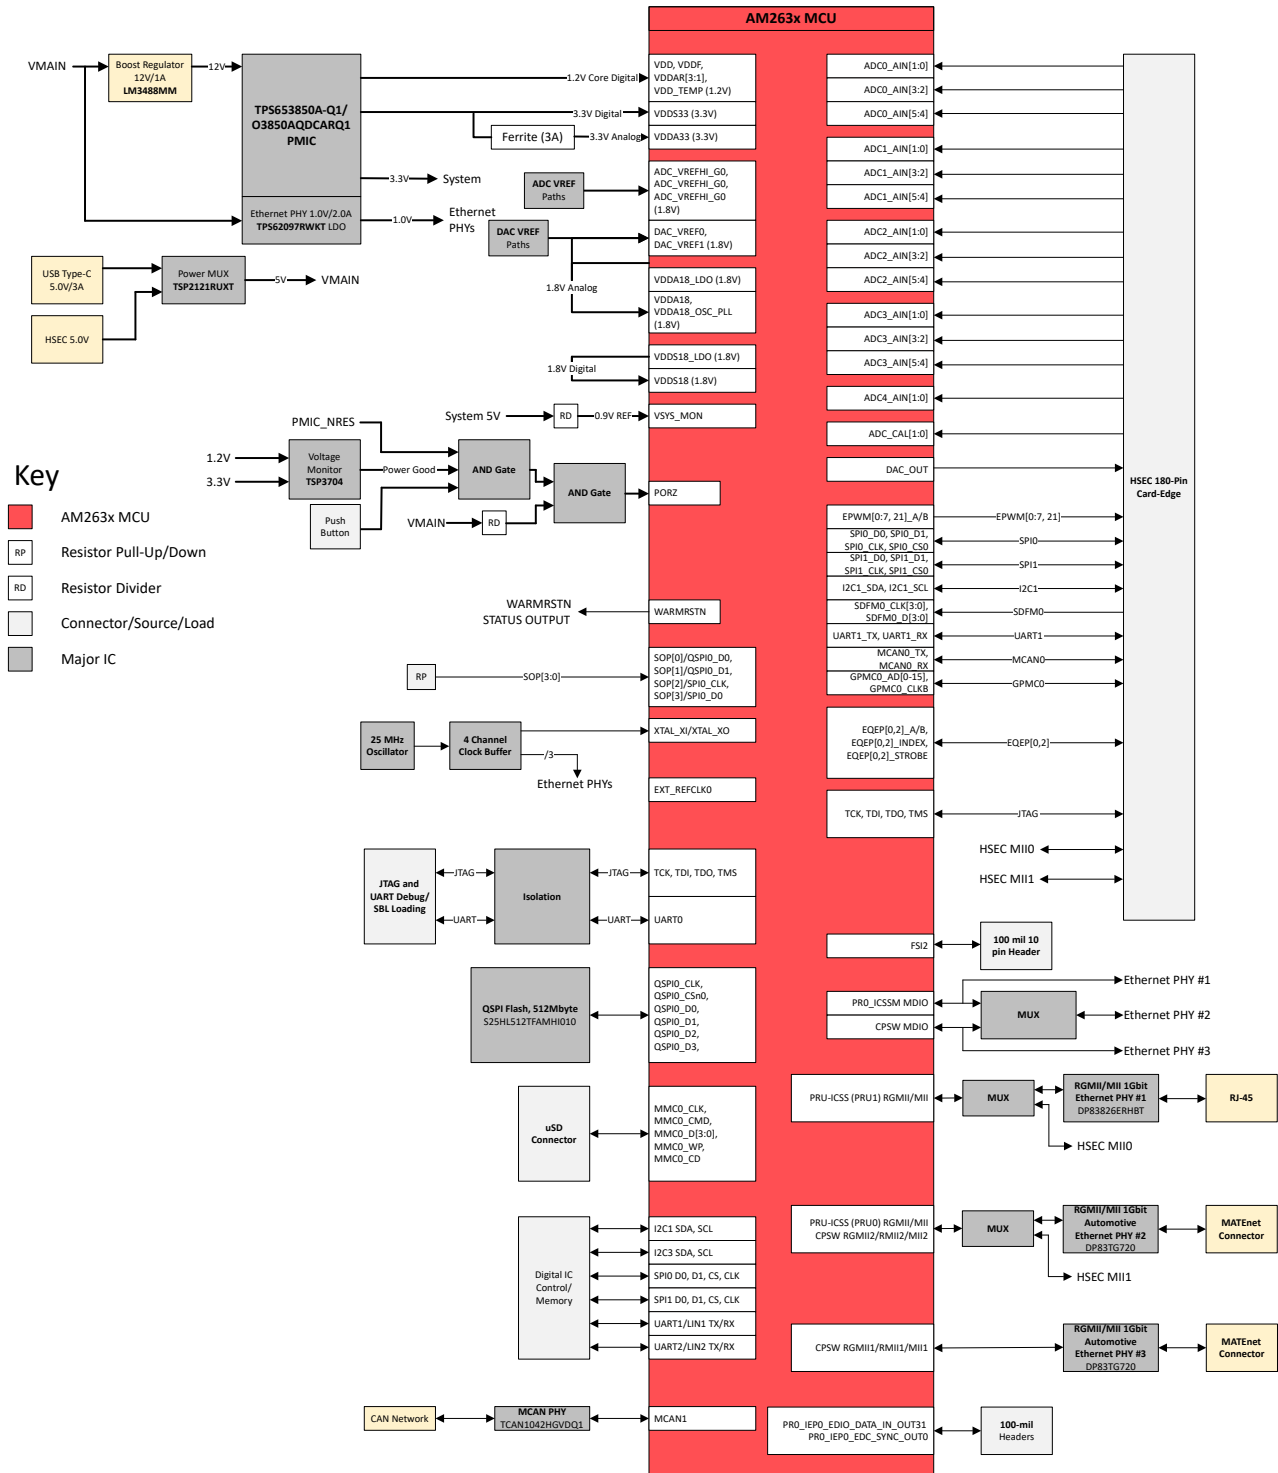 AM263x MCU
VMAIN
Boost Regulator
12V/1A
LM3488MM
12V
TPS653850A-Q1/
O3850AQDCARQ1
PMIC
1.2V Core Digital
3.3V Digital
Ferrite (3A)
3.3V Analog
3.3V
System
Ethernet PHY 1.0V/2.0A
TPS62097RWKT LDO
1.0V
Ethernet
PHYs
USB Type-C
5.0V/3A
Power MUX
TSP2121RUXT
5V
VMAIN
HSEC 5.0V
VDD, VDDF,
VDDAR[3:1],
VDD_TEMP (1.2V)
VDDS33 (3.3V)
VDDA33 (3.3V)
ADC VREF
Paths
ADC_VREFHI_G0,
ADC_VREFHI_G0,
ADC_VREFHI_G0
(1.8V)
DAC VREF
Paths
DAC_VREF0,
DAC_VREF1 (1.8V)
1.8V Analog
VDDA18_LDO (1.8V)
VDDA18,
VDDA18_OSC_PLL
(1.8V)
1.8V Digital
VDDS18_LDO (1.8V)
VDDS18 (1.8V)
System 5V
RD
0.9V REF
VSYS_MON
PMIC_NRES
1.2V
3.3V
Voltage
Monitor
TSP3704
Power Good
AND Gate
Push
Button
VMAIN
RD
AND Gate
PORZ
Key
AM263x MCU
RP
Resistor Pull-Up/Down
RD
Resistor Divider
Connector/Source/Load
Major IC
WARMRSTN
STATUS OUTPUT
WARMRSTN
RP
SOP[3:0]
SOP[0]/QSPI0_D0,
SOP[1]/QSPI0_D1,
SOP[2]/SPI0_CLK,
SOP[3]/SPI0_D0
25 MHz
Oscillator
4 Channel
Clock Buffer
/3
Ethernet PHYs
XTAL_XI/XTAL_XO
EXT_REFCLK0
JTAG and
UART Debug/
SBL Loading
JTAG
UART
Isolation
JTAG
UART
TCK, TDI, TDO, TMS
UART0
QSPI Flash, 512Mbyte
S25HL512TFAMHI010
QSPI0_CLK,
QSPI0_CSn0,
QSPI0_D0,
QSPI0_D1,
QSPI0_D2,
QSPI0_D3,
uSD
Connector
MMC0_CLK,
MMC0_CMD,
MMC0_D[3:0],
MMC0_WP,
MMC0_CD
Digital IC
Control/
Memory
I2C1 SDA, SCL
I2C3 SDA, SCL
SPI0 D0, D1, CS, CLK
SPI1 D0, D1, CS, CLK
UART1/LIN1 TX/RX
UART2/LIN2 TX/RX
CAN Network
MCAN PHY
TCAN1042HGVDQ1
MCAN1
ADC0_AIN[1:0]
ADC0_AIN[3:2]
ADC0_AIN[5:4]
ADC1_AIN[1:0]
ADC1_AIN[3:2]
ADC1_AIN[5:4]
ADC2_AIN[1:0]
ADC2_AIN[3:2]
ADC2_AIN[5:4]
ADC3_AIN[1:0]
ADC3_AIN[3:2]
ADC3_AIN[5:4]
ADC4_AIN[1:0]
ADC_CAL[1:0]
DAC_OUT
HSEC 180-Pin
Card-Edge
EPWM[0:7, 21]_A/B
EPWM[0:7, 21]
SPI0_D0, SPI0_D1,
SPI0_CLK, SPI0_CS0
SPI0
SPI1_D0, SPI1_D1,
SPI1_CLK, SPI1_CS0
SPI1
I2C1_SDA, I2C1_SCL
I2C1
SDFM0_CLK[3:0],
SDFM0_D[3:0]
SDFM0
UART1_TX, UART1_RX
UART1
MCAN0_TX,
MCAN0_RX
MCAN0
GPMC0_AD[0-15],
GPMC0_CLKB
GPMC0
EQEP[0,2]_A/B,
EQEP[0,2]_INDEX,
EQEP[0,2]_STROBE
EQEP[0,2]
TCK, TDI, TDO, TMS
JTAG
HSEC MII0
HSEC MII1
FSI2
100 mil 10
pin Header
PR0_ICSSM MDIO
CPSW MDIO
MUX
Ethernet PHY #1
Ethernet PHY #2
Ethernet PHY #3
PRU-ICSS (PRU1) RGMII/MII
MUX
RGMII/MII 1Gbit
Ethernet PHY #1
DP83826ERHBT
RJ-45
HSEC MII0
PRU-ICSS (PRU0) RGMII/MII
CPSW RGMII2/RMII2/MII2
MUX
RGMII/MII 1Gbit
Automotive
Ethernet PHY #2
DP83TG720
MATEnet
Connector
HSEC MII1
CPSW RGMII1/RMII1/MII1
RGMII/MII 1Gbit
Automotive
Ethernet PHY #3
DP83TG720
MATEnet
Connector
PR0_IEP0_EDIO_DATA_IN_OUT31
PR0_IEP0_EDC_SYNC_OUT0
100-mil
Headers